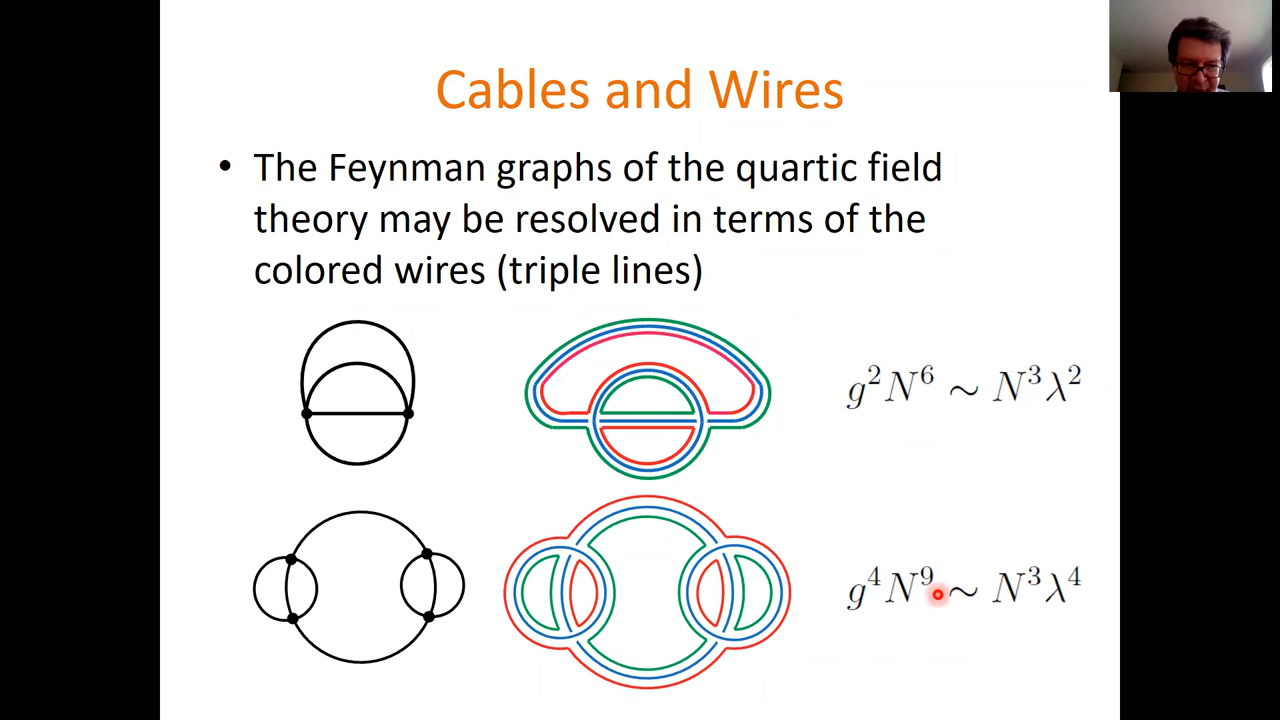 Cables and Wires
• The Feynman graphs of the quartic field
theory may be resolved in terms of the
colored wires (triple lines)
g²N⁶ ∼ N³λ²
g⁴N⁹ ∼ N³λ⁴